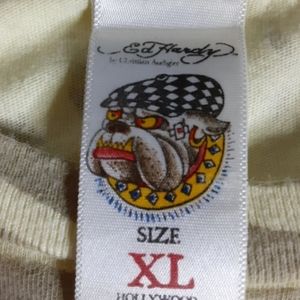 Ed Hardy
by Christian Audigier
SIZE
XL
HOLLYWOOD